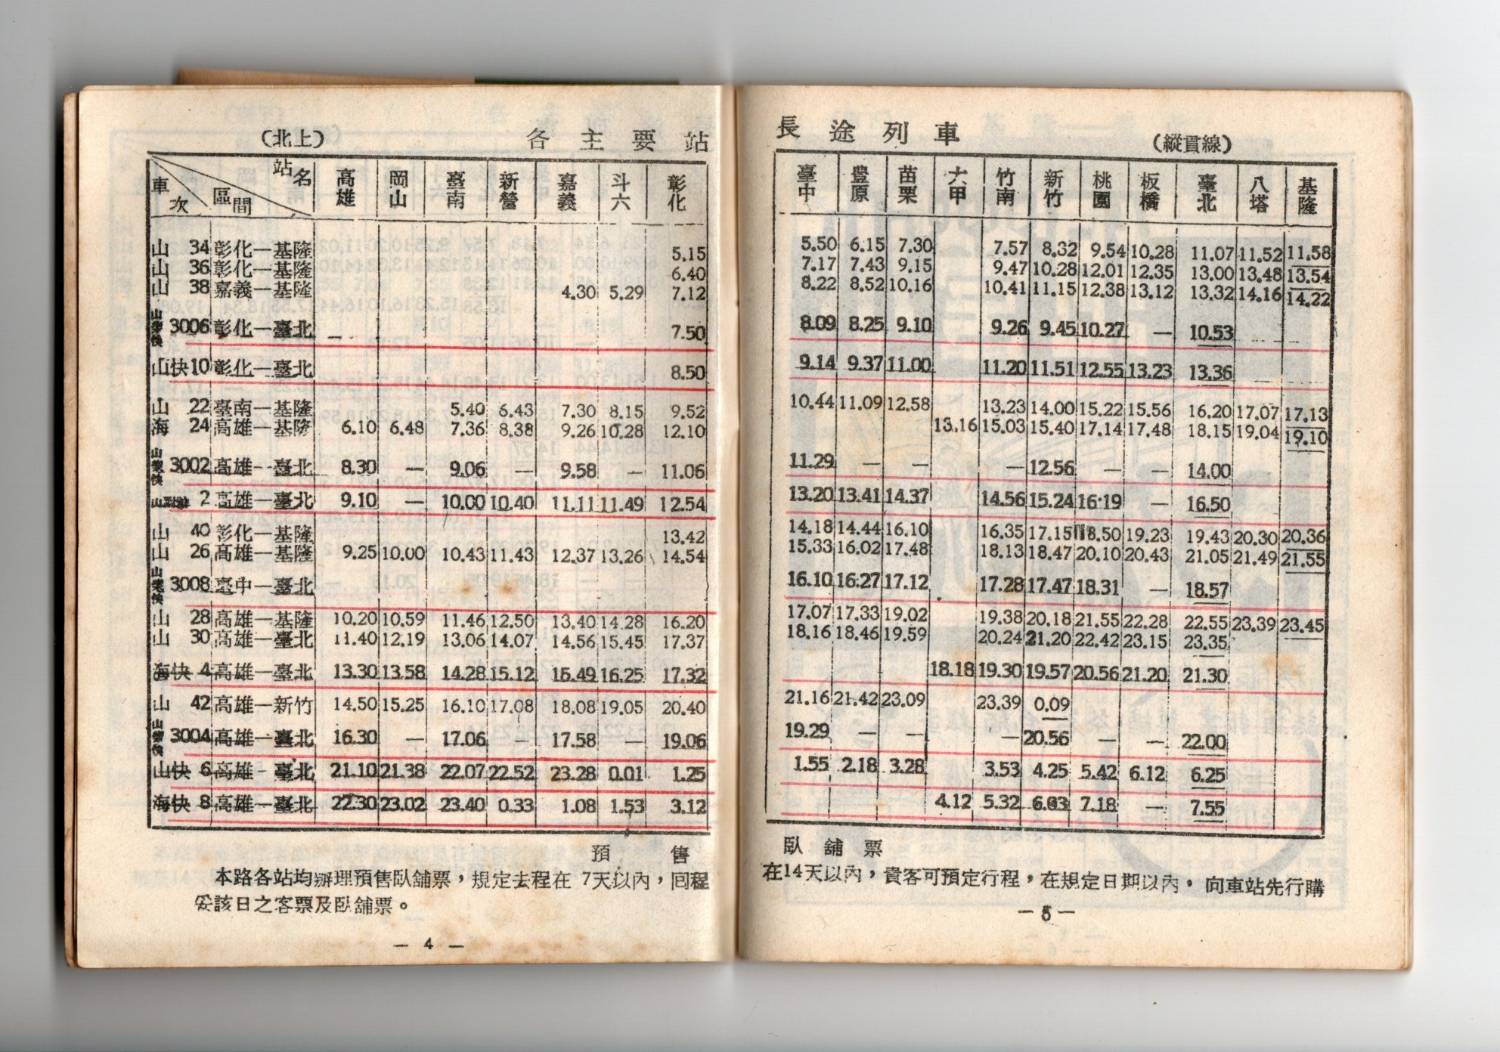 (北上) 各主要站
長途列車 (縱貫線)
車次 區間 站名 高雄 岡山 臺南 新營 嘉義 斗六 彰化
臺中 豐原 苗栗 大甲 竹南 新竹 桃園 板橋 臺北 八堵 基隆
山 34 彰化—基隆 5.15
5.50 6.15 7.30 7.57 8.32 9.54 10.28 11.07 11.52 11.58
山 36 彰化—基隆 6.40
7.17 7.43 9.15 9.47 10.28 12.01 12.35 13.00 13.48 13.54
山 38 嘉義—基隆 4.30 5.29 7.12
8.22 8.52 10.16 10.41 11.15 12.38 13.12 13.32 14.16 14.22
3006 彰化—臺北 7.50
8.09 8.25 9.10 9.26 9.45 10.27 — 10.53
山快 10 彰化—臺北 8.50
9.14 9.37 11.00 11.20 11.51 12.55 13.23 13.36
山 22 臺南—基隆 5.40 6.43 7.30 8.15 9.52
10.44 11.09 12.58 13.23 14.00 15.22 15.56 16.20 17.07 17.13
海 24 高雄—基隆 6.10 6.48 7.36 8.38 9.26 10.28 12.10
13.16 15.03 15.40 17.14 17.48 18.15 19.04 19.10
3002 高雄—臺北 8.30 — 9.06 — 9.58 — 11.06
11.29 — — — 12.56 — — 14.00
2 高雄—臺北 9.10 — 10.00 10.40 11.11 11.49 12.54
13.20 13.41 14.37 14.56 15.24 16.19 — 16.50
山 40 彰化—基隆 13.42
14.18 14.44 16.10 16.35 17.15 18.50 19.23 19.43 20.30 20.36
山 26 高雄—基隆 9.25 10.00 10.43 11.43 12.37 13.26 14.54
15.33 16.02 17.48 18.13 18.47 20.10 20.43 21.05 21.49 21.55
3008 臺中—臺北
16.10 16.27 17.12 17.28 17.47 18.31 — 18.57
山 28 高雄—基隆 10.20 10.59 11.46 12.50 13.40 14.28 16.20
17.07 17.33 19.02 19.38 20.18 21.55 22.28 22.55 23.39 23.45
山 30 高雄—臺北 11.40 12.19 13.06 14.07 14.56 15.45 17.37
18.16 18.46 19.59 20.24 21.20 22.42 23.15 23.35
海快 4 高雄—臺北 13.30 13.58 14.28 15.12 15.49 16.25 17.32
18.18 19.30 19.57 20.56 21.20 21.30
山 42 高雄—新竹 14.50 15.25 16.10 17.08 18.08 19.05 20.40
21.16 21.42 23.09 23.39 0.09
3004 高雄—臺北 16.30 — 17.06 — 17.58 — 19.06
19.29 — — — 20.56 — — 22.00
山快 6 高雄—臺北 21.10 21.38 22.07 22.52 23.28 0.01 1.25
1.55 2.18 3.28 3.53 4.25 5.42 6.12 6.25
海快 8 高雄—臺北 22.30 23.02 23.40 0.33 1.08 1.53 3.12
4.12 5.32 6.03 7.18 — 7.55
預售
臥鋪票
本路各站均辦理預售臥舖票，規定去程在 7天以內，囘程
在14天以內，貴客可預定行程，在規定日期以內，向車站先行購
妥該日之客票及臥舖票。
— 4 —
— 5 —